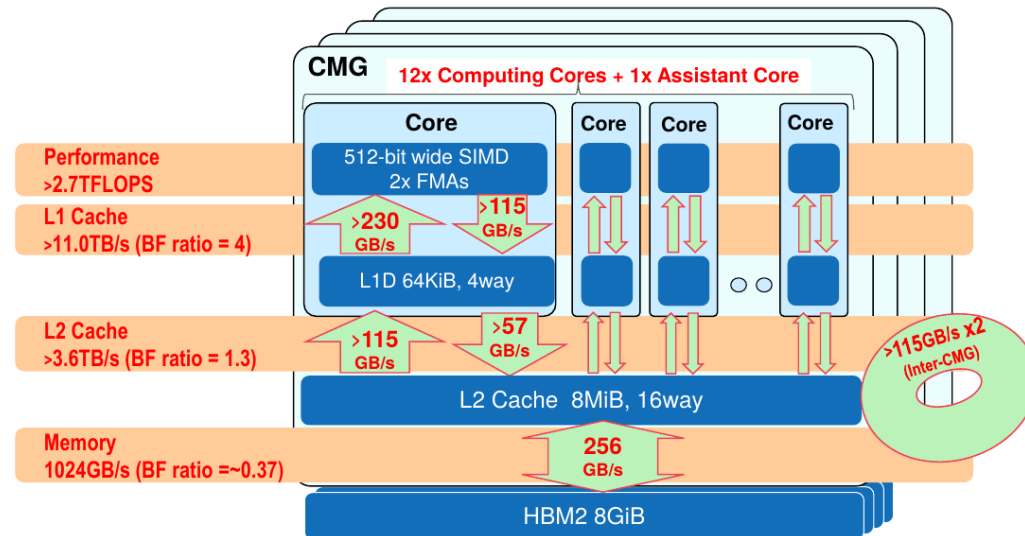 CMG
12x Computing Cores + 1x Assistant Core
Core
Core
Core
Core
Performance
>2.7TFLOPS
512-bit wide SIMD
2x FMAs
L1 Cache
>11.0TB/s (BF ratio = 4)
>230
GB/s
>115
GB/s
L1D 64KiB, 4way
L2 Cache
>3.6TB/s (BF ratio = 1.3)
>115
GB/s
>57
GB/s
>115GB/s x2
(Inter-CMG)
L2 Cache 8MiB, 16way
Memory
1024GB/s (BF ratio =~0.37)
256
GB/s
HBM2 8GiB